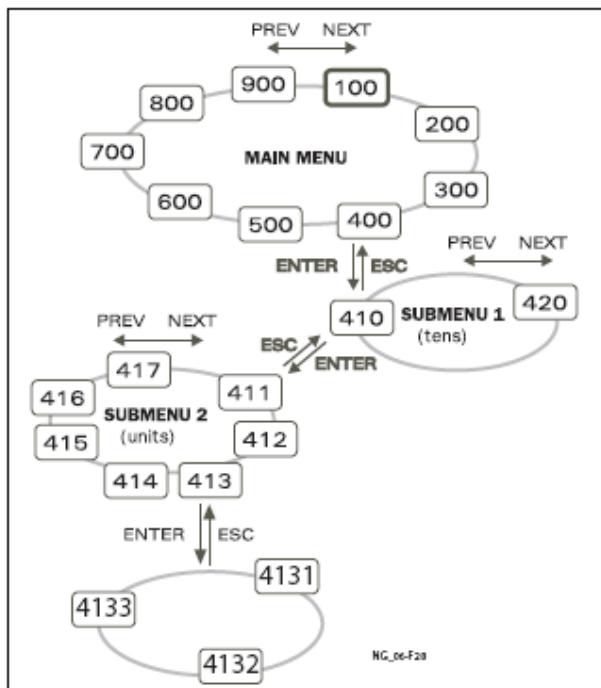 PREV NEXT
900 100
800 200
700 MAIN MENU
300
600 500 400
ENTER ESC
PREV NEXT
410 SUBMENU 1 420
(tens)
ESC
ENTER
PREV NEXT
417
416 411
SUBMENU 2
(units)
415 412
414 413
ENTER ESC
4131
4133
4132
NG_06-F28